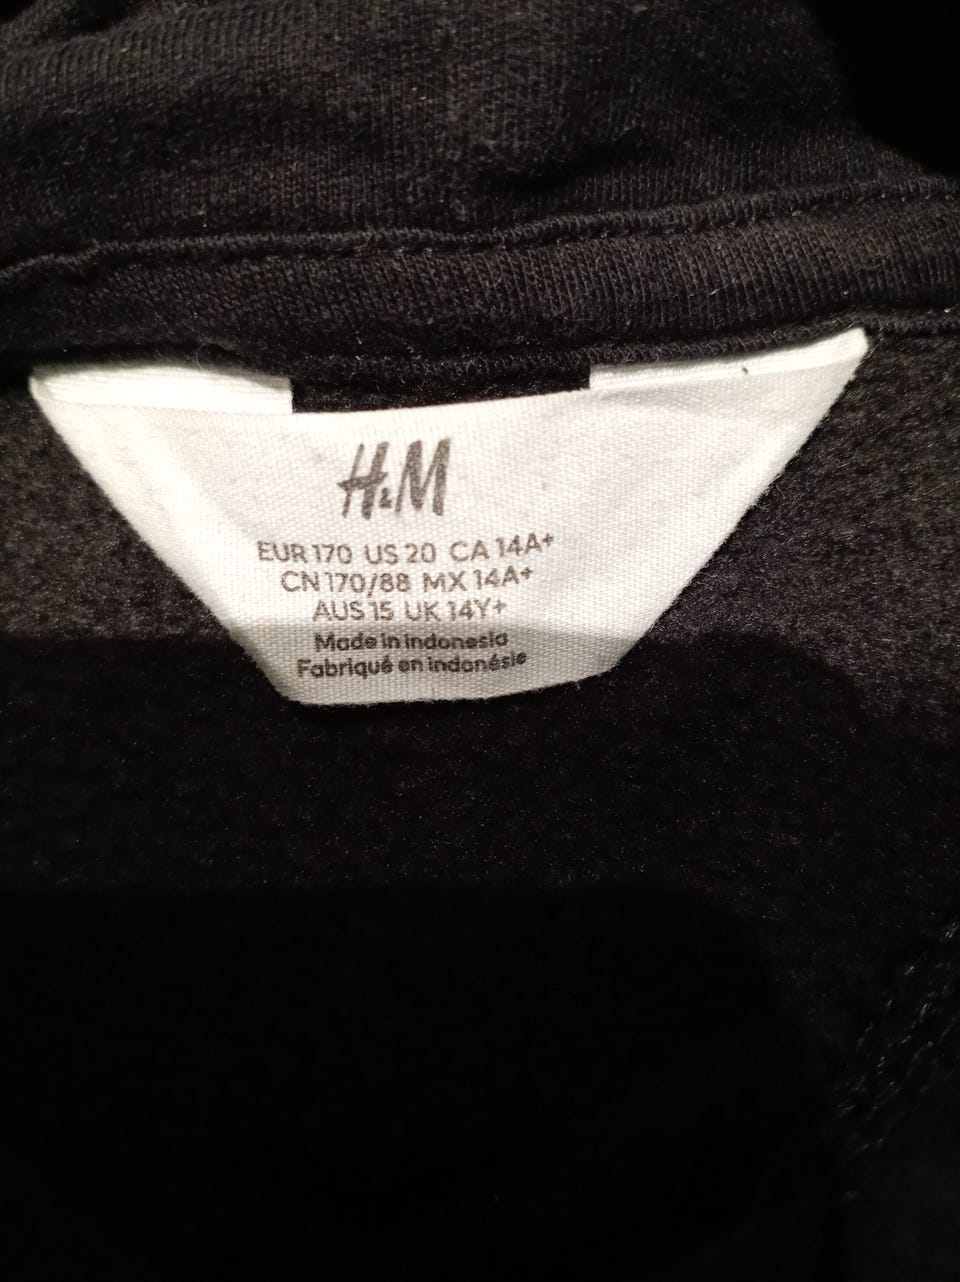 H&M
EUR 170 US 20 CA 14A+
CN 170/88 MX 14A+
AUS 15 UK 14Y+
Made in Indonesia
Fabriqué en indonésie